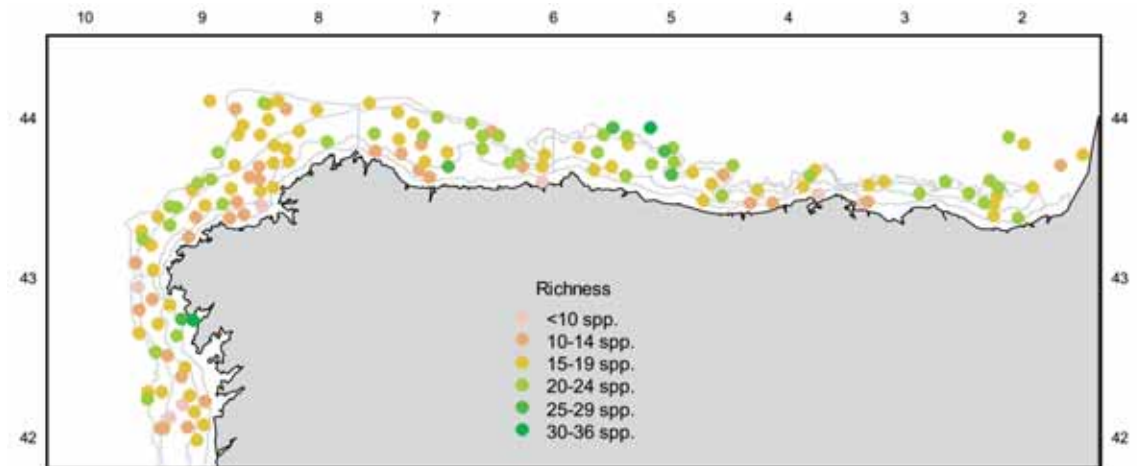 10 9 8 7 6 5 4 3 2
44 44
43 43
Richness
<10 spp.
10-14 spp.
15-19 spp.
20-24 spp.
25-29 spp.
30-36 spp.
42 42